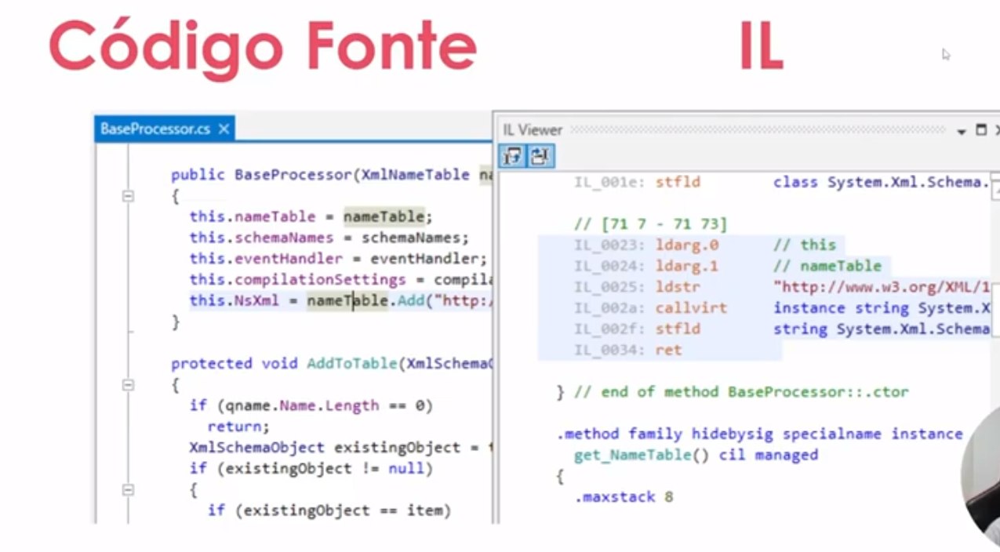 Código Fonte
IL
BaseProcessor.cs
public BaseProcessor(XmlNameTable
{
this.nameTable = nameTable;
this.schemaNames = schemaNames;
this.eventHandler = eventHandler;
this.compilationSettings = compila
this.NsXml = nameTable.Add("http:/
}
protected void AddToTable(XmlSchema
{
if (qname.Name.Length == 0)
return;
XmlSchemaObject existingObject =
if (existingObject != null)
{
if (existingObject == item)
IL Viewer
IL_001e: stfld class System.Xml.Schema.
// [71 7 - 71 73]
IL_0023: ldarg.0 // this
IL_0024: ldarg.1 // nameTable
IL_0025: ldstr "http://www.w3.org/XML/1
IL_002a: callvirt instance string System.X
IL_002f: stfld string System.Xml.Schema
IL_0034: ret
} // end of method BaseProcessor::.ctor
.method family hidebysig specialname instance
get_NameTable() cil managed
{
.maxstack 8